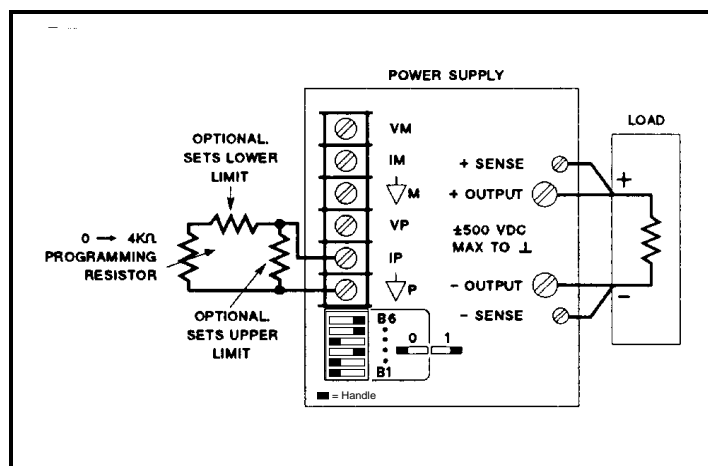 POWER SUPPLY
OPTIONAL.
SETS LOWER
LIMIT
0 → 4KΩ
PROGRAMMING
RESISTOR
OPTIONAL.
SETS UPPER
LIMIT
VM
IM
▽M
VP
IP
▽P
B6
B1
0 1
= Handle
+ SENSE
+ OUTPUT
±500 VDC
MAX TO ⊥
- OUTPUT
- SENSE
LOAD
+
-